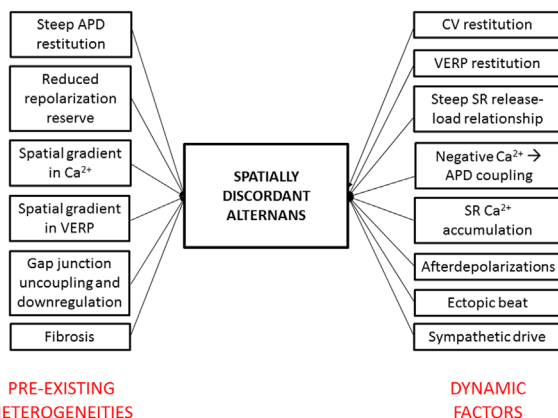 Steep APD
restitution
Reduced
repolarization
reserve
Spatial gradient
in Ca²⁺
Spatial gradient
in VERP
Gap junction
uncoupling and
downregulation
Fibrosis
PRE-EXISTING
HETEROGENEITIES
SPATIALLY
DISCORDANT
ALTERNANS
CV restitution
VERP restitution
Steep SR release-
load relationship
Negative Ca²⁺ →
APD coupling
SR Ca²⁺
accumulation
Afterdepolarizations
Ectopic beat
Sympathetic drive
DYNAMIC
FACTORS